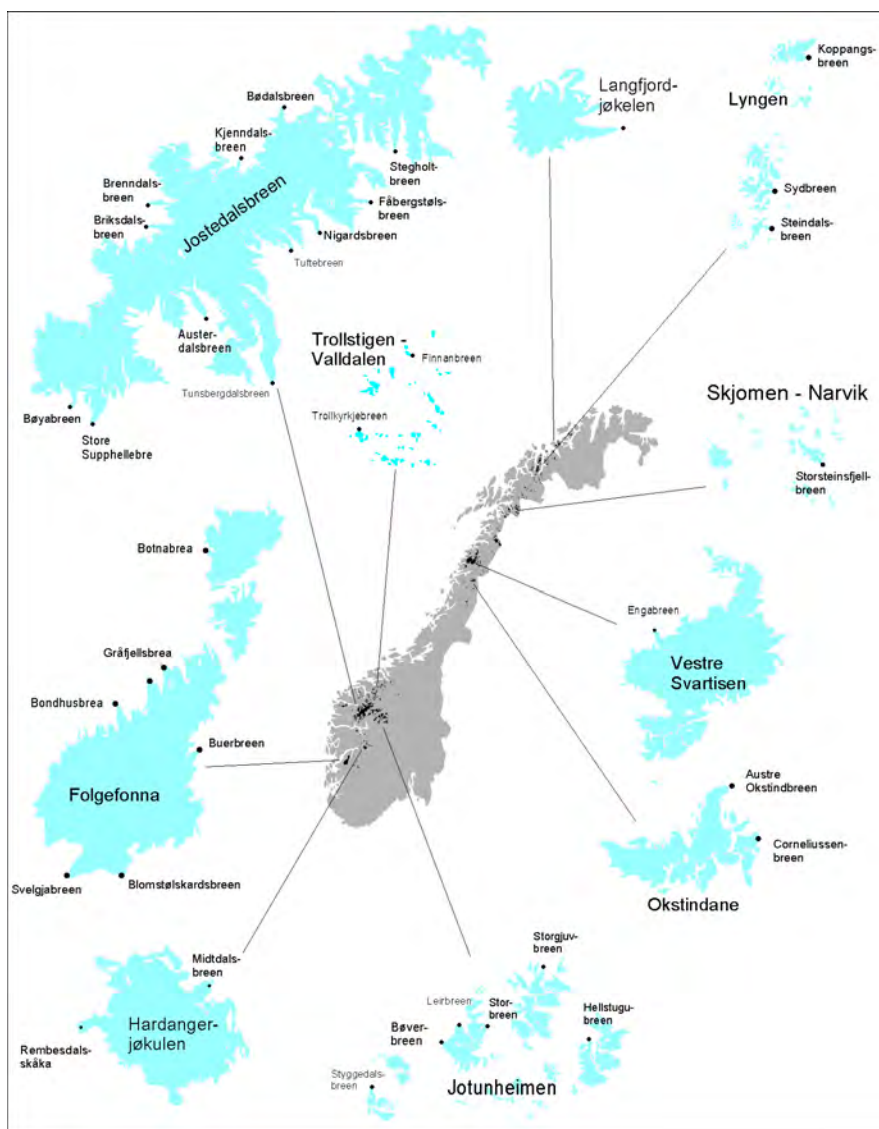 Koppangs-
breen
Lyngen
Langfjord-
jøkelen
Bødalsbreen
Kjenndals-
breen
Stegholt-
breen
Brenndals-
breen
Sydbreen
Fåbergstøls-
breen
Briksdals-
breen
Jostedalsbreen
Steindals-
breen
Nigardsbreen
Tuftebreen
Auster-
dalsbreen
Trollstigen -
Valldalen
Finnanbreen
Tunsbergdalsbreen
Skjomen - Narvik
Bøyabreen
Store
Supphellebre
Trollkyrkjebreen
Storsteinsfjell-
breen
Botnabrea
Engabreen
Vestre
Svartisen
Gråfjellsbrea
Bondhusbrea
Buerbreen
Folgefonna
Austre
Okstindbreen
Corneliussen-
breen
Svelgjabreen
Blomstølskardsbreen
Okstindane
Storgjuv-
breen
Midtdals-
breen
Leirbreen
Stor-
breen
Hellstugu-
breen
Bøver-
breen
Hardanger-
jøkulen
Rembesdals-
skåka
Styggedals-
breen
Jotunheimen